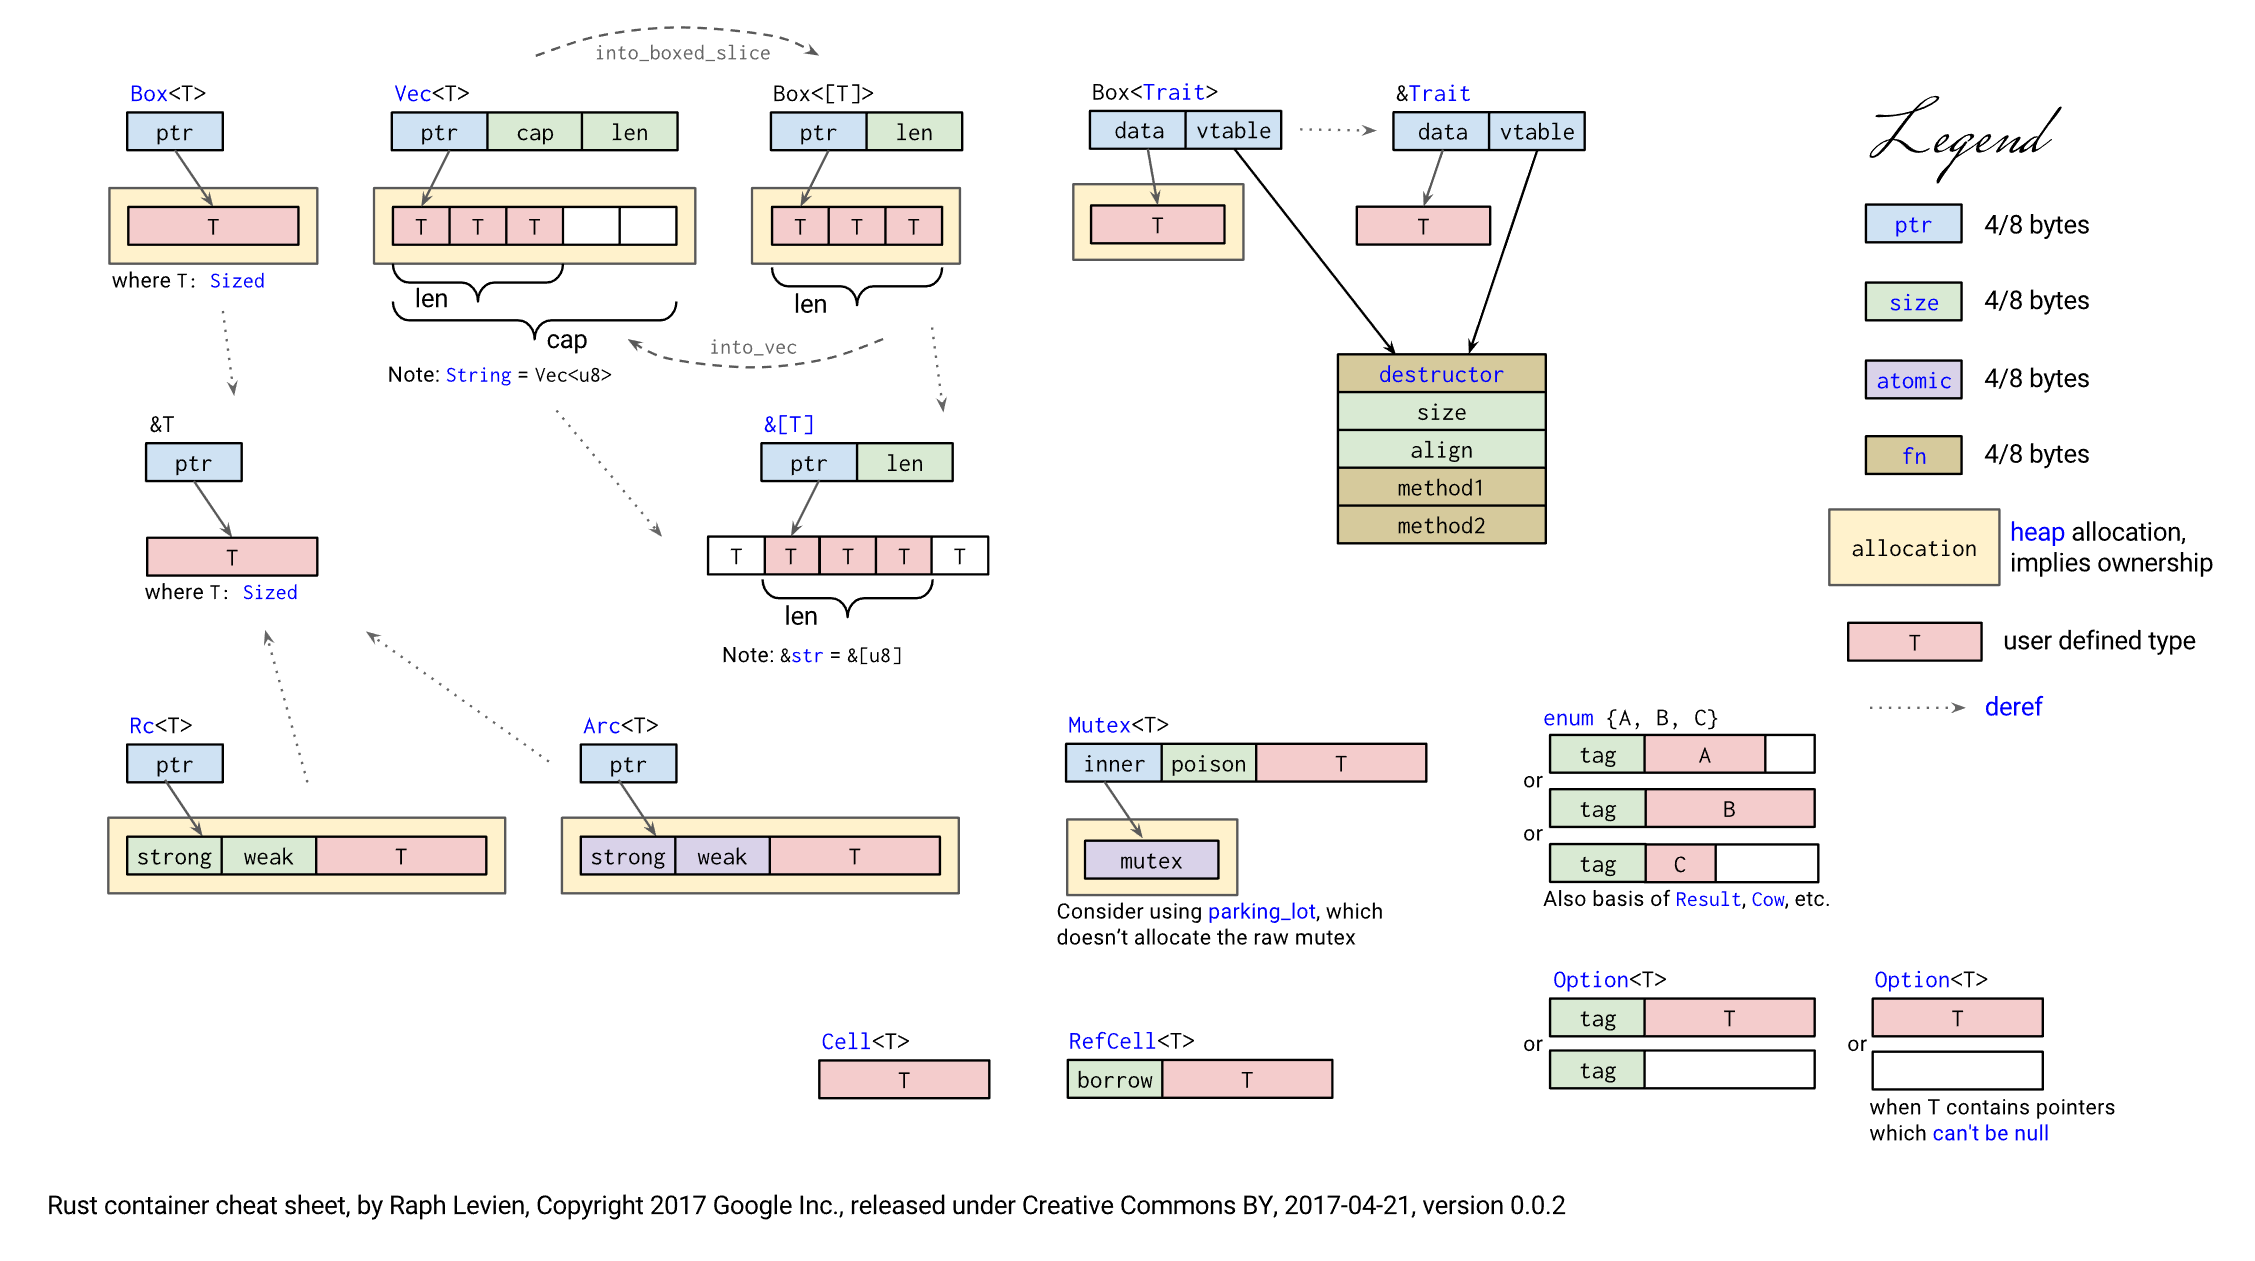 into_boxed_slice
Box<T>
ptr
T
where T: Sized
Vec<T>
ptr cap len
T T T
len
cap
Note: String = Vec<u8>
Box<[T]>
ptr len
T T T
len
into_vec
Box<Trait>
data vtable
T
&Trait
data vtable
T
destructor
size
align
method1
method2
&T
ptr
T
where T: Sized
&[T]
ptr len
T T T T T
len
Note: &str = &[u8]
Rc<T>
ptr
strong weak T
Arc<T>
ptr
strong weak T
Mutex<T>
inner poison T
mutex
Consider using parking_lot, which
doesn’t allocate the raw mutex
enum {A, B, C}
tag A
or
tag B
or
tag C
Also basis of Result, Cow, etc.
Cell<T>
T
RefCell<T>
borrow T
Option<T>
tag T
or
tag
Option<T>
T
or
when T contains pointers
which can't be null
Legend
ptr 4/8 bytes
size 4/8 bytes
atomic 4/8 bytes
fn 4/8 bytes
allocation
heap allocation,
implies ownership
T user defined type
deref
Rust container cheat sheet, by Raph Levien, Copyright 2017 Google Inc., released under Creative Commons BY, 2017-04-21, version 0.0.2